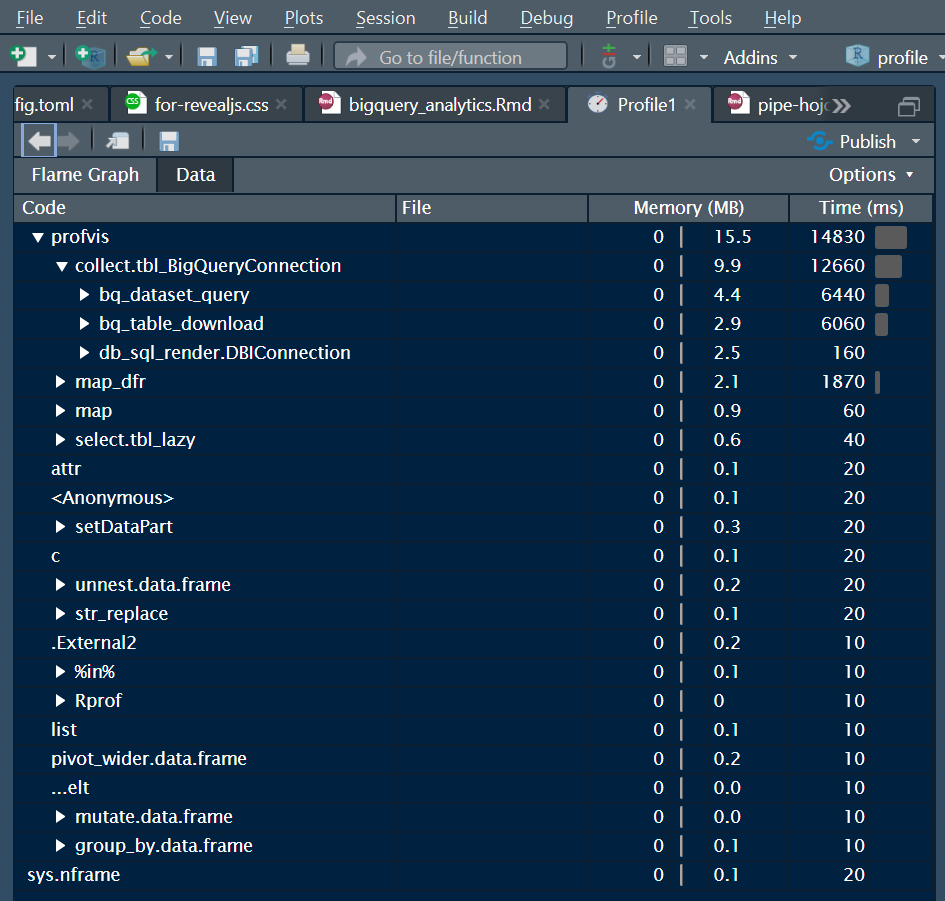 File Edit Code View Plots Session Build Debug Profile Tools Help
Go to file/function Addins profile
fig.toml for-revealjs.css bigquery_analytics.Rmd Profile1 pipe-hojo
Publish
Flame Graph Data Options
Code File Memory (MB) Time (ms)
profvis 0 15.5 14830
collect.tbl_BigQueryConnection 0 9.9 12660
bq_dataset_query 0 4.4 6440
bq_table_download 0 2.9 6060
db_sql_render.DBIConnection 0 2.5 160
map_dfr 0 2.1 1870
map 0 0.9 60
select.tbl_lazy 0 0.6 40
attr 0 0.1 20
<Anonymous> 0 0.1 20
setDataPart 0 0.3 20
c 0 0.1 20
unnest.data.frame 0 0.2 20
str_replace 0 0.1 20
.External2 0 0.2 10
%in% 0 0.1 10
Rprof 0 0 10
list 0 0.1 10
pivot_wider.data.frame 0 0.2 10
...elt 0 0.0 10
mutate.data.frame 0 0.0 10
group_by.data.frame 0 0.1 10
sys.nframe 0 0.1 20